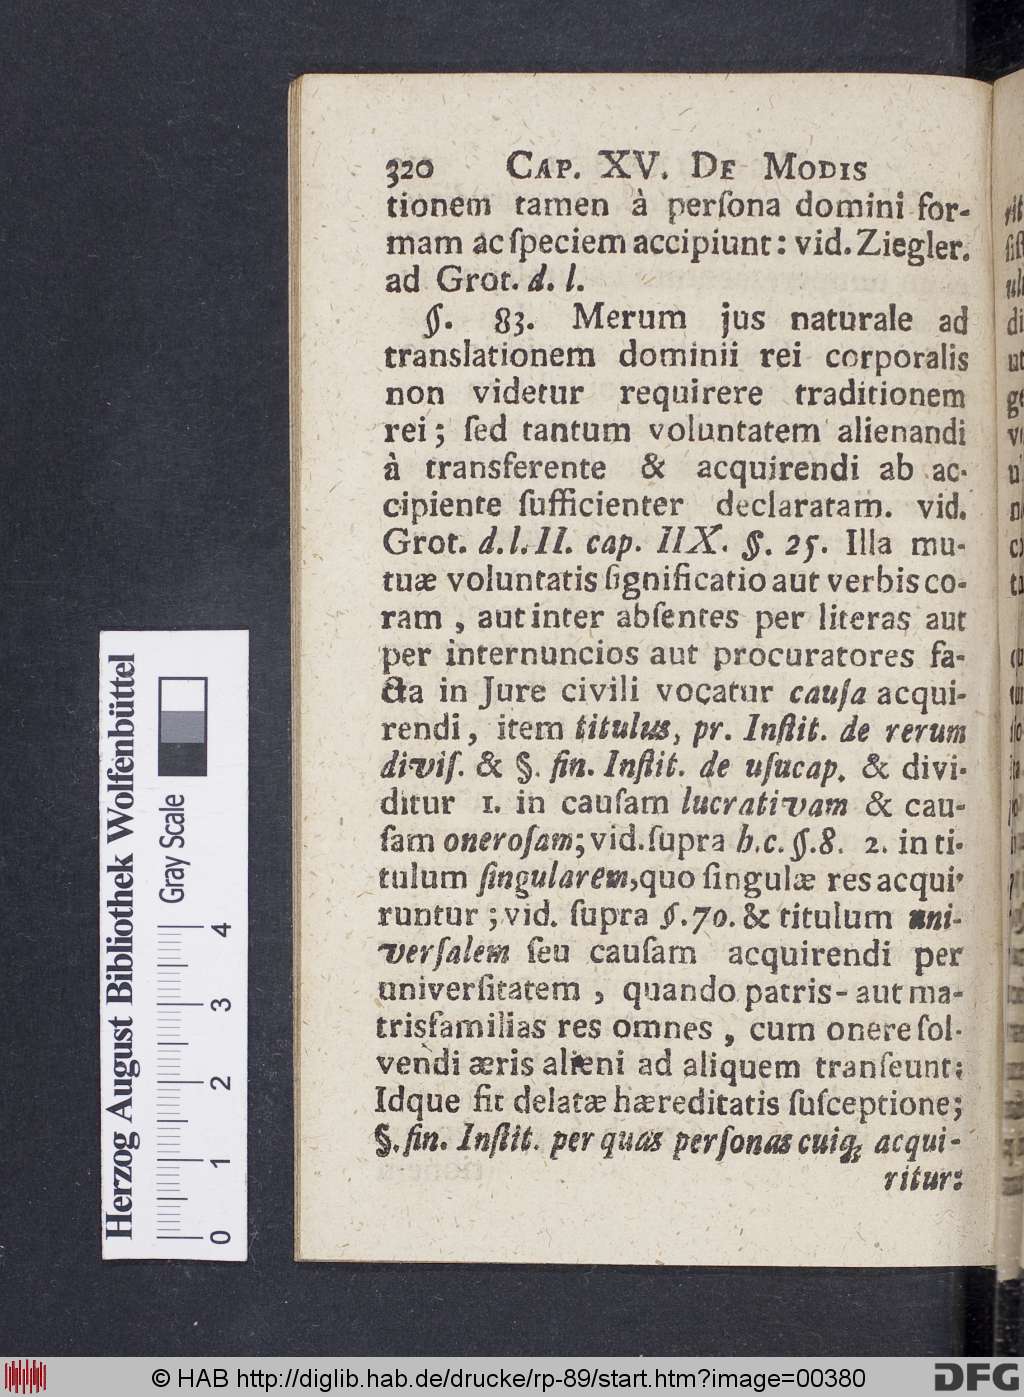 320 CAP. XV. DE MODIS
tionem tamen à perſona domini for-
mam ac ſpeciem accipiunt: vid. Ziegler.
ad Grot. d. l.
§. 83. Merum jus naturale ad
translationem dominii rei corporalis
non videtur requirere traditionem
rei; ſed tantum voluntatem alienandi
à transferente & acquirendi ab ac-
cipiente ſufficienter declaratam. vid.
Grot. d. l. II. cap. IIX. §. 25. Illa mu-
tuæ voluntatis ſignificatio aut verbis co-
ram, aut inter abſentes per literas aut
per internuncios aut procuratores fa-
cta in Jure civili vocatur cauſa acqui-
rendi, item titulus, pr. Inſtit. de rerum
diviſ. & §. fin. Inſtit. de uſucap. & divi-
ditur 1. in cauſam lucrativam & cau-
ſam oneroſam; vid. ſupra h. c. §. 8. 2. in ti-
tulum ſingularem, quo ſingulæ res acqui-
runtur; vid. ſupra §. 70. & titulum uni-
verſalem ſeu cauſam acquirendi per
univerſitatem, quando patris- aut ma-
trisfamilias res omnes, cum onere ſol-
vendi æris alieni ad aliquem tranſeunt;
Idque fit delatæ hæreditatis ſuſceptione;
§. fin. Inſtit. per quas perſonas cuiq; acqui-
ritur:
Herzog August Bibliothek Wolfenbüttel
Gray Scale
0 1 2 3 4
© HAB http://diglib.hab.de/drucke/rp-89/start.htm?image=00380
DFG